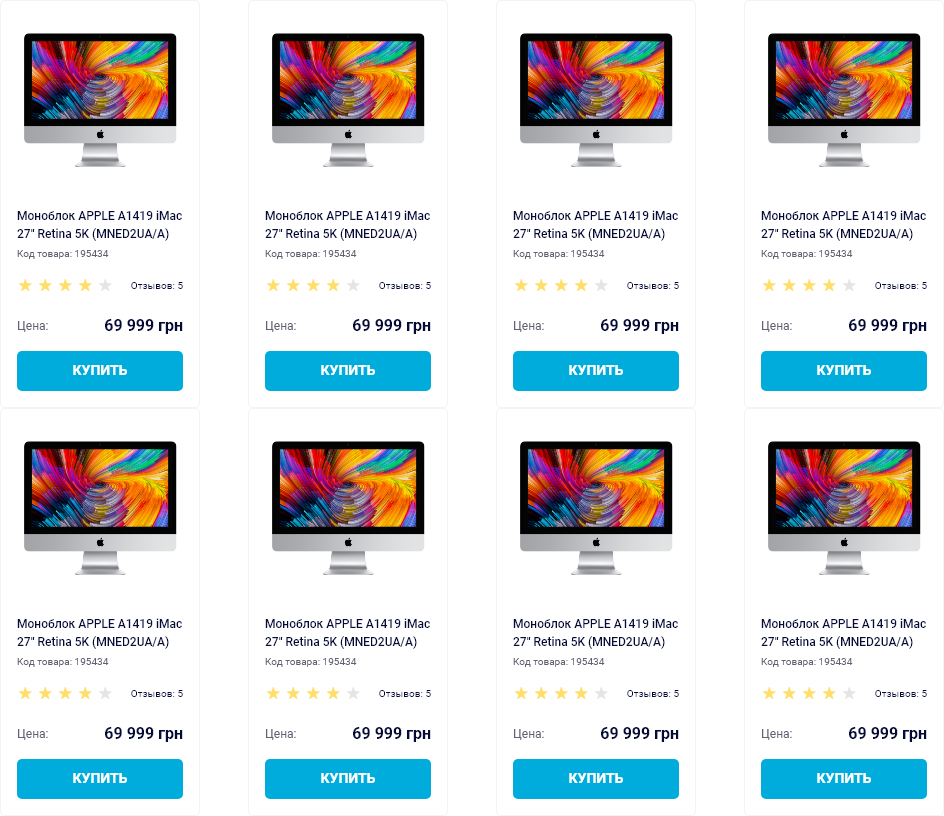 Моноблок APPLE A1419 iMac Моноблок APPLE A1419 iMac Моноблок APPLE A1419 iMac Моноблок APPLE A1419 iMac
27" Retina 5K (MNED2UA/A) 27" Retina 5K (MNED2UA/A) 27" Retina 5K (MNED2UA/A) 27" Retina 5K (MNED2UA/A)
Код товара: 195434 Код товара: 195434 Код товара: 195434 Код товара: 195434
Отзывов: 5 Отзывов: 5 Отзывов: 5 Отзывов: 5
Цена: 69 999 грн Цена: 69 999 грн Цена: 69 999 грн Цена: 69 999 грн
КУПИТЬ КУПИТЬ КУПИТЬ КУПИТЬ
Моноблок APPLE A1419 iMac Моноблок APPLE A1419 iMac Моноблок APPLE A1419 iMac Моноблок APPLE A1419 iMac
27" Retina 5K (MNED2UA/A) 27" Retina 5K (MNED2UA/A) 27" Retina 5K (MNED2UA/A) 27" Retina 5K (MNED2UA/A)
Код товара: 195434 Код товара: 195434 Код товара: 195434 Код товара: 195434
Отзывов: 5 Отзывов: 5 Отзывов: 5 Отзывов: 5
Цена: 69 999 грн Цена: 69 999 грн Цена: 69 999 грн Цена: 69 999 грн
КУПИТЬ КУПИТЬ КУПИТЬ КУПИТЬ